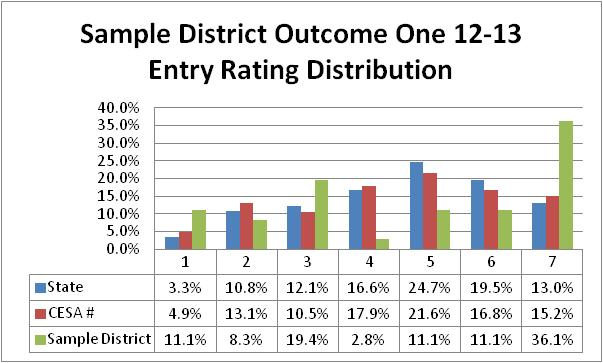 Sample District Outcome One 12-13
Entry Rating Distribution
40.0%
35.0%
30.0%
25.0%
20.0%
15.0%
10.0%
5.0%
0.0%
1 2 3 4 5 6 7
State 3.3% 10.8% 12.1% 16.6% 24.7% 19.5% 13.0%
CESA # 4.9% 13.1% 10.5% 17.9% 21.6% 16.8% 15.2%
Sample District 11.1% 8.3% 19.4% 2.8% 11.1% 11.1% 36.1%